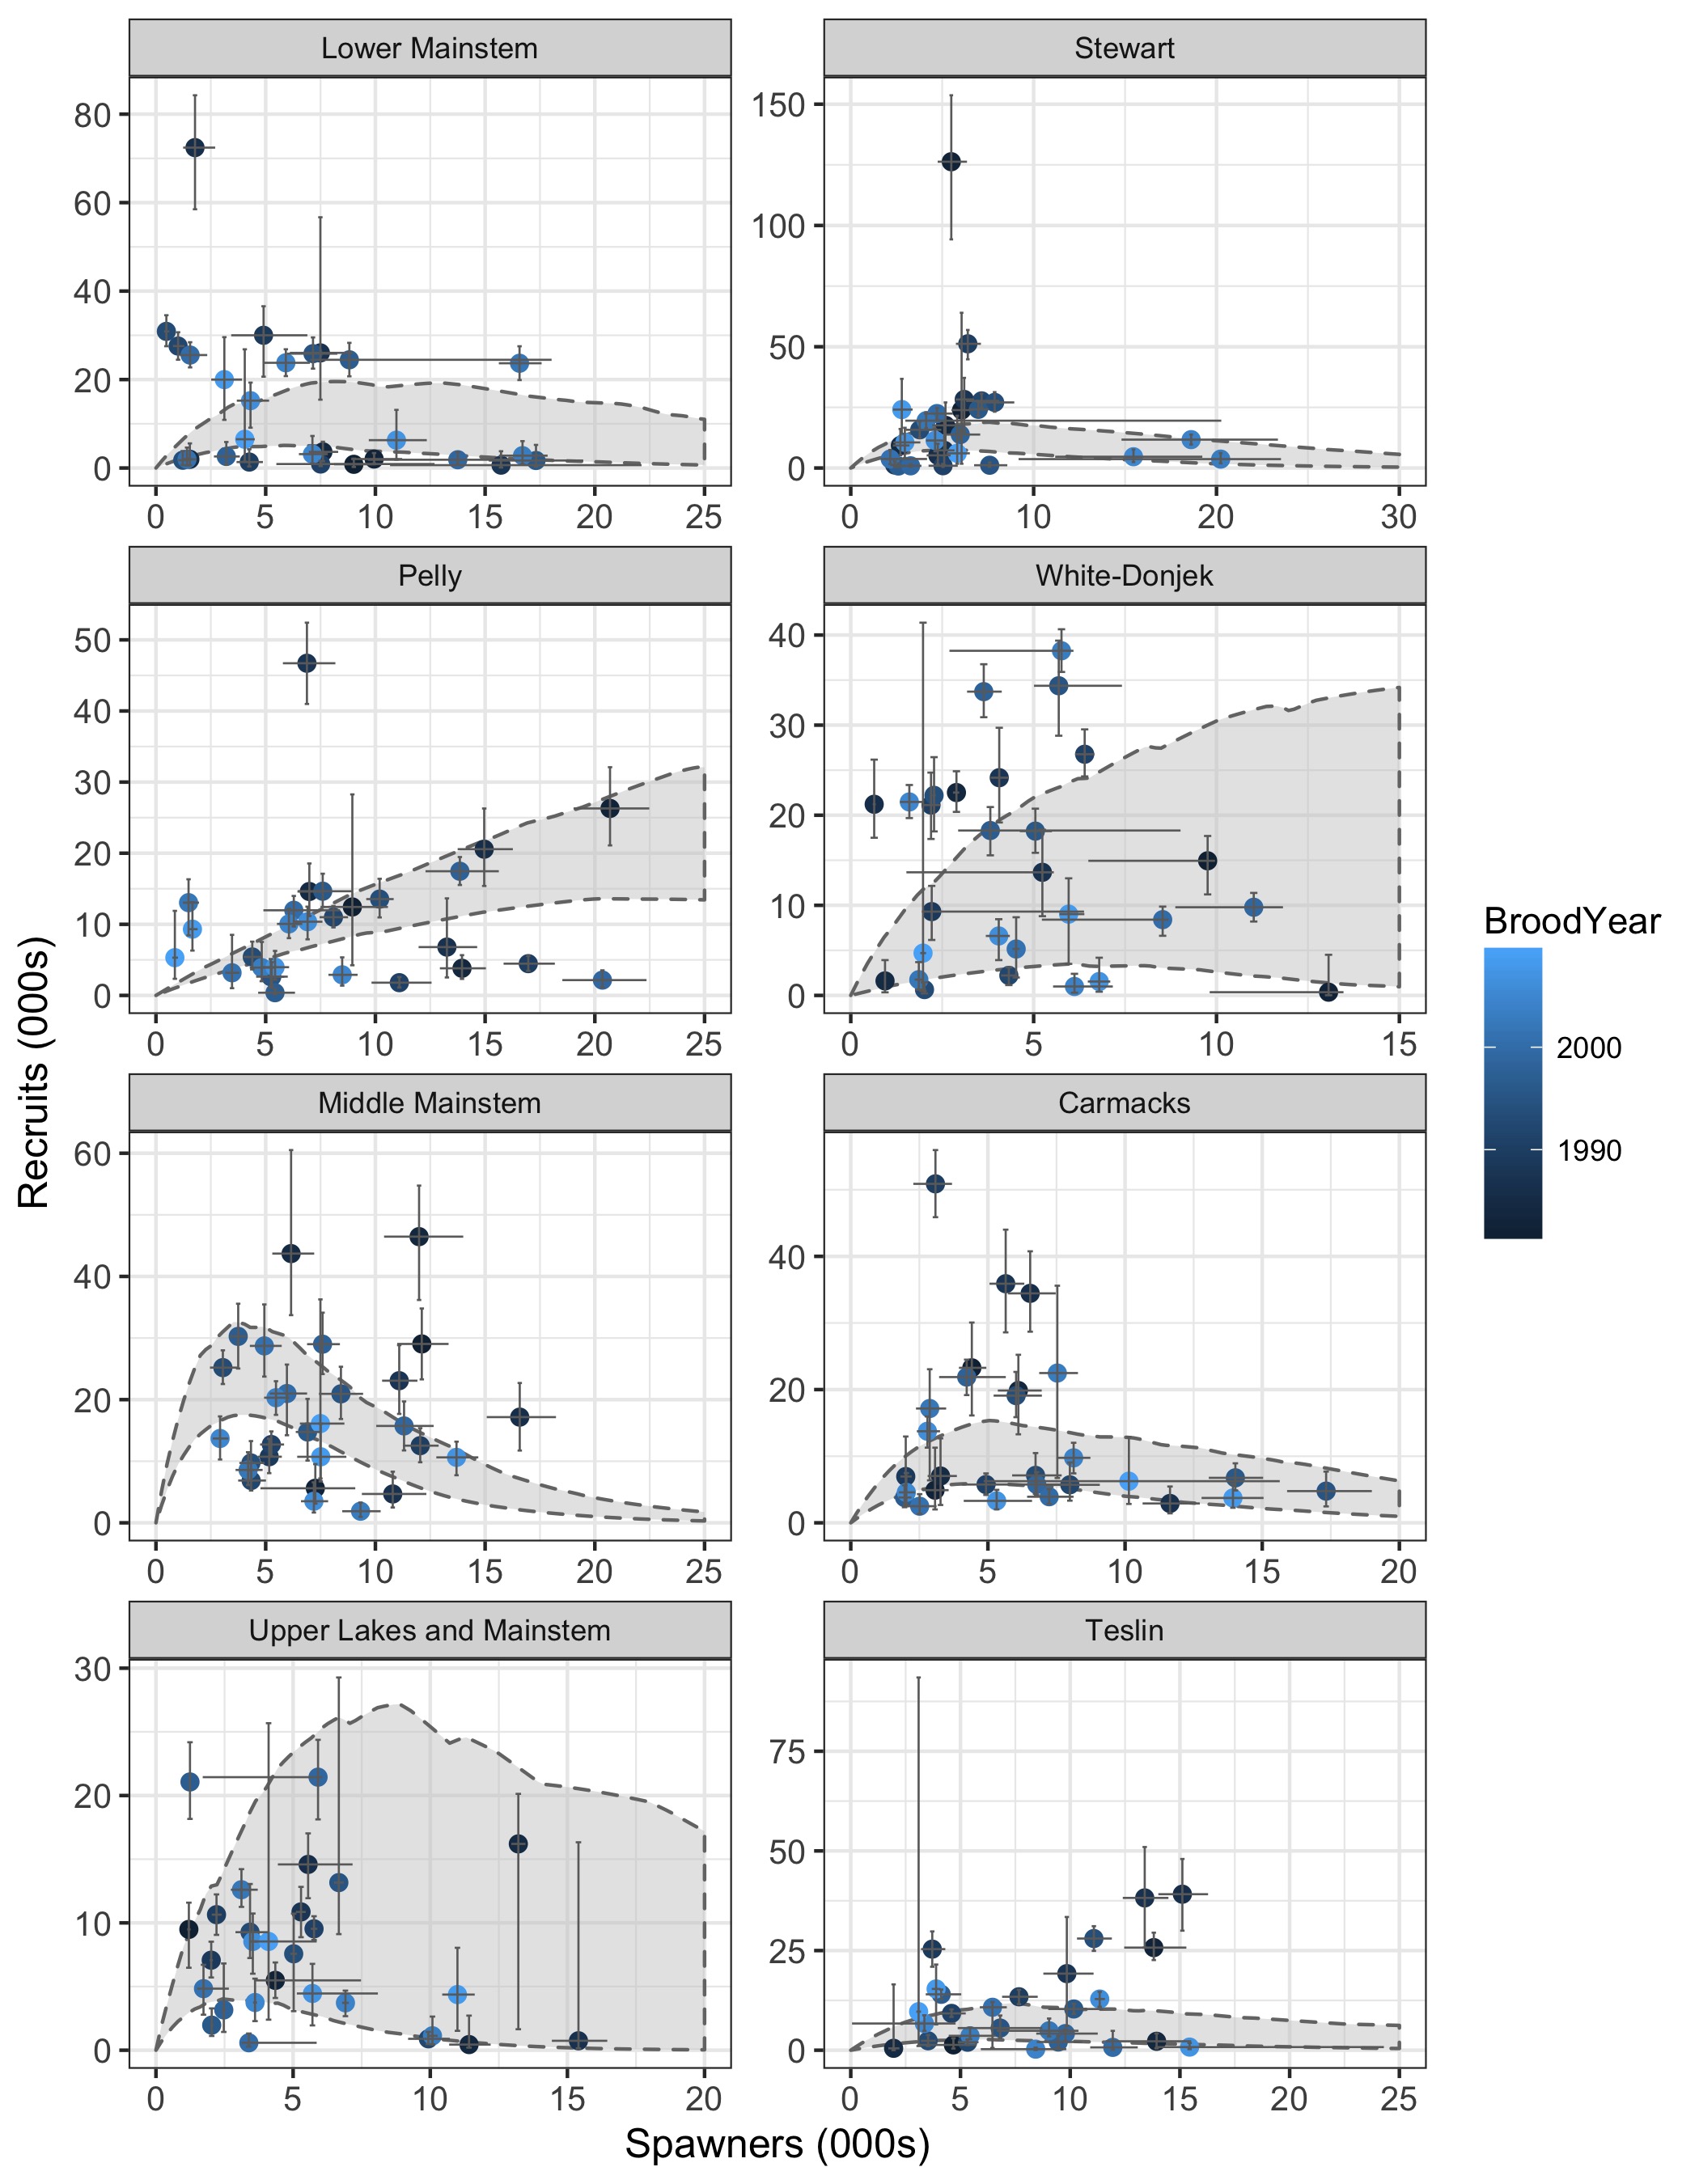 Lower Mainstem
Stewart
80
60
40
20
0
150
100
50
0
0 5 10 15 20 25
0 10 20 30
Pelly
White-Donjek
50
40
30
20
10
0
40
30
20
10
0
0 5 10 15 20 25
0 5 10 15
Middle Mainstem
Carmacks
60
40
20
0
40
20
0
0 5 10 15 20 25
0 5 10 15 20
Upper Lakes and Mainstem
Teslin
30
20
10
0
75
50
25
0
0 5 10 15 20
0 5 10 15 20 25
Recruits (000s)
Spawners (000s)
BroodYear
2000
1990